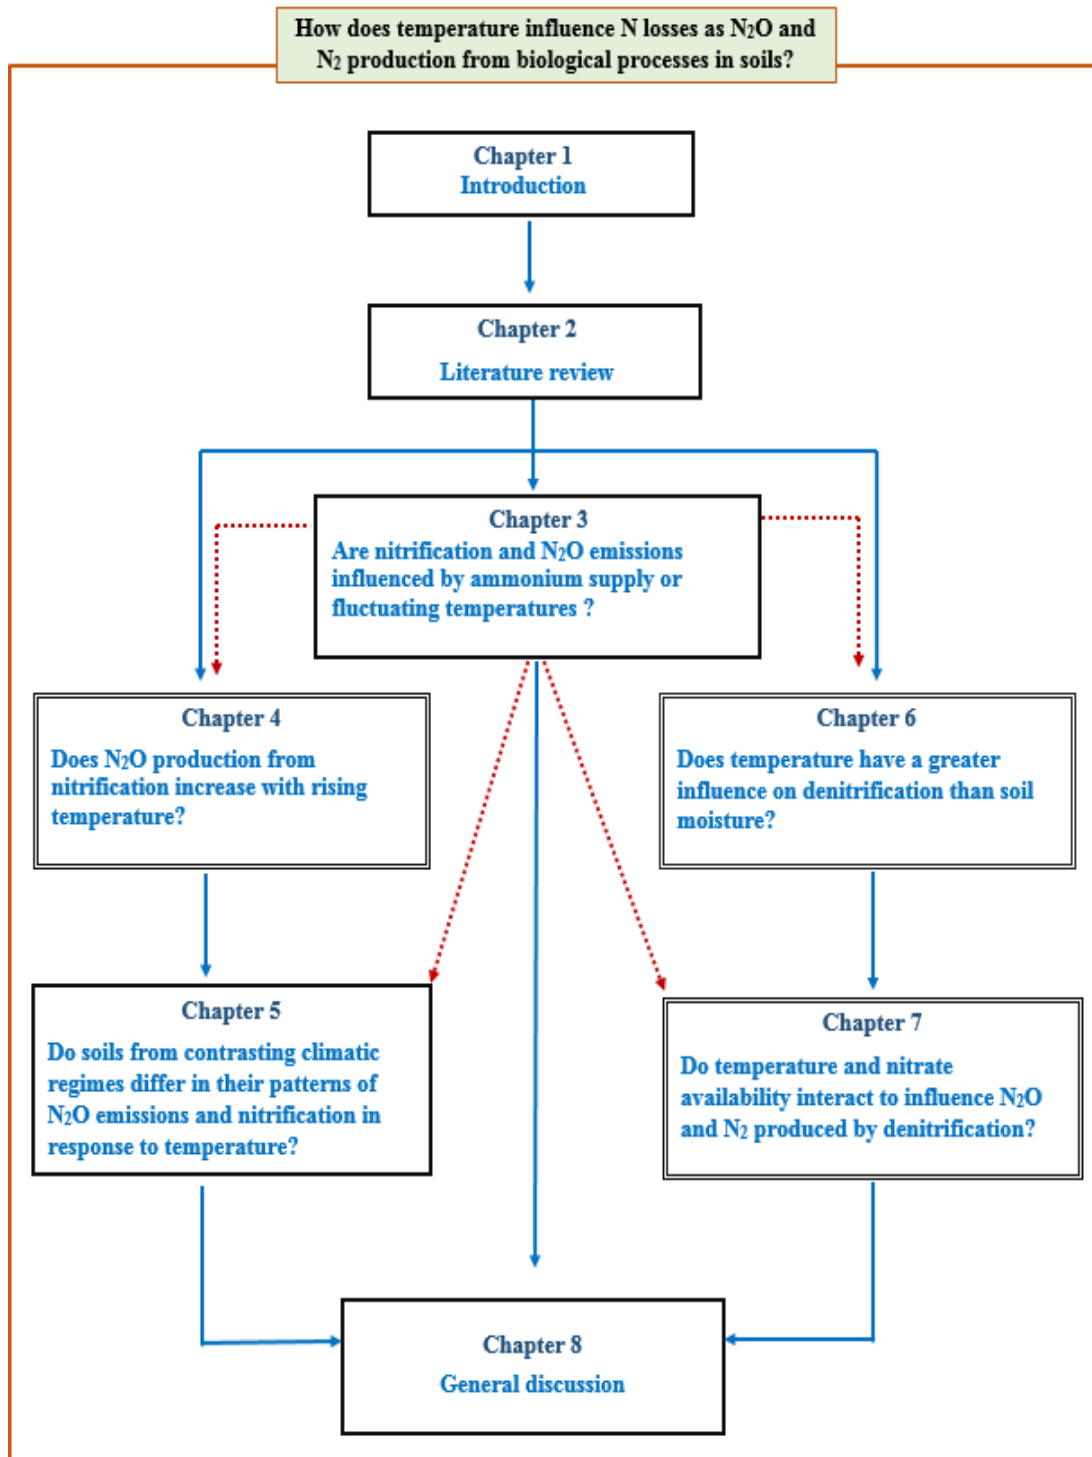 How does temperature influence N losses as N₂O and
N₂ production from biological processes in soils?
Chapter 1
Introduction
Chapter 2
Literature review
Chapter 3
Are nitrification and N₂O emissions
influenced by ammonium supply or
fluctuating temperatures ?
Chapter 4
Does N₂O production from
nitrification increase with rising
temperature?
Chapter 6
Does temperature have a greater
influence on denitrification than soil
moisture?
Chapter 5
Do soils from contrasting climatic
regimes differ in their patterns of
N₂O emissions and nitrification in
response to temperature?
Chapter 7
Do temperature and nitrate
availability interact to influence N₂O
and N₂ produced by denitrification?
Chapter 8
General discussion